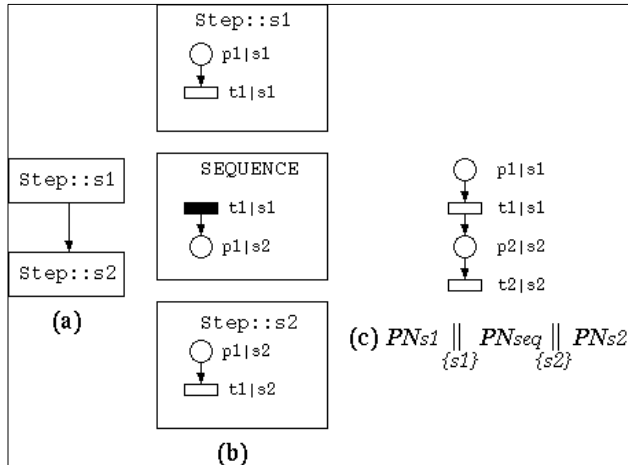 Step::s1
Step::s2
(a)
Step::s1
p1|s1
t1|s1
SEQUENCE
t1|s1
p1|s2
Step::s2
p1|s2
t1|s2
(b)
p1|s1
t1|s1
p2|s2
t2|s2
(c) PNs1 || PNseq || PNs2
{s1} {s2}